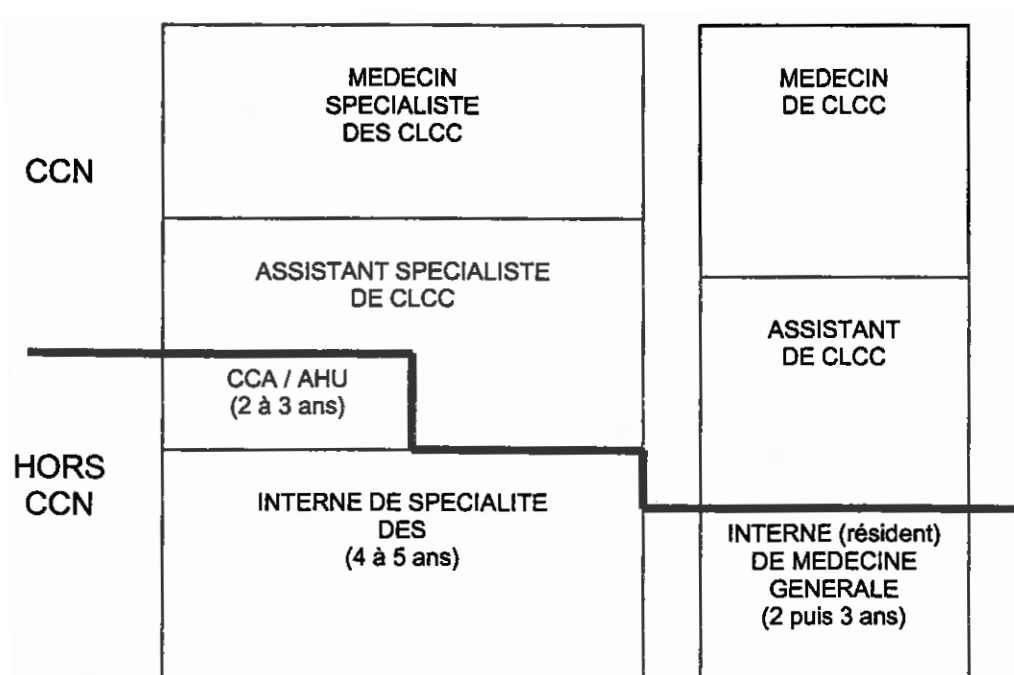 MEDECIN
SPECIALISTE
DES CLCC
MEDECIN
DE CLCC
CCN
ASSISTANT SPECIALISTE
DE CLCC
ASSISTANT
DE CLCC
CCA / AHU
(2 à 3 ans)
HORS
CCN
INTERNE DE SPECIALITE
DES
(4 à 5 ans)
INTERNE (résident)
DE MEDECINE
GENERALE
(2 puis 3 ans)